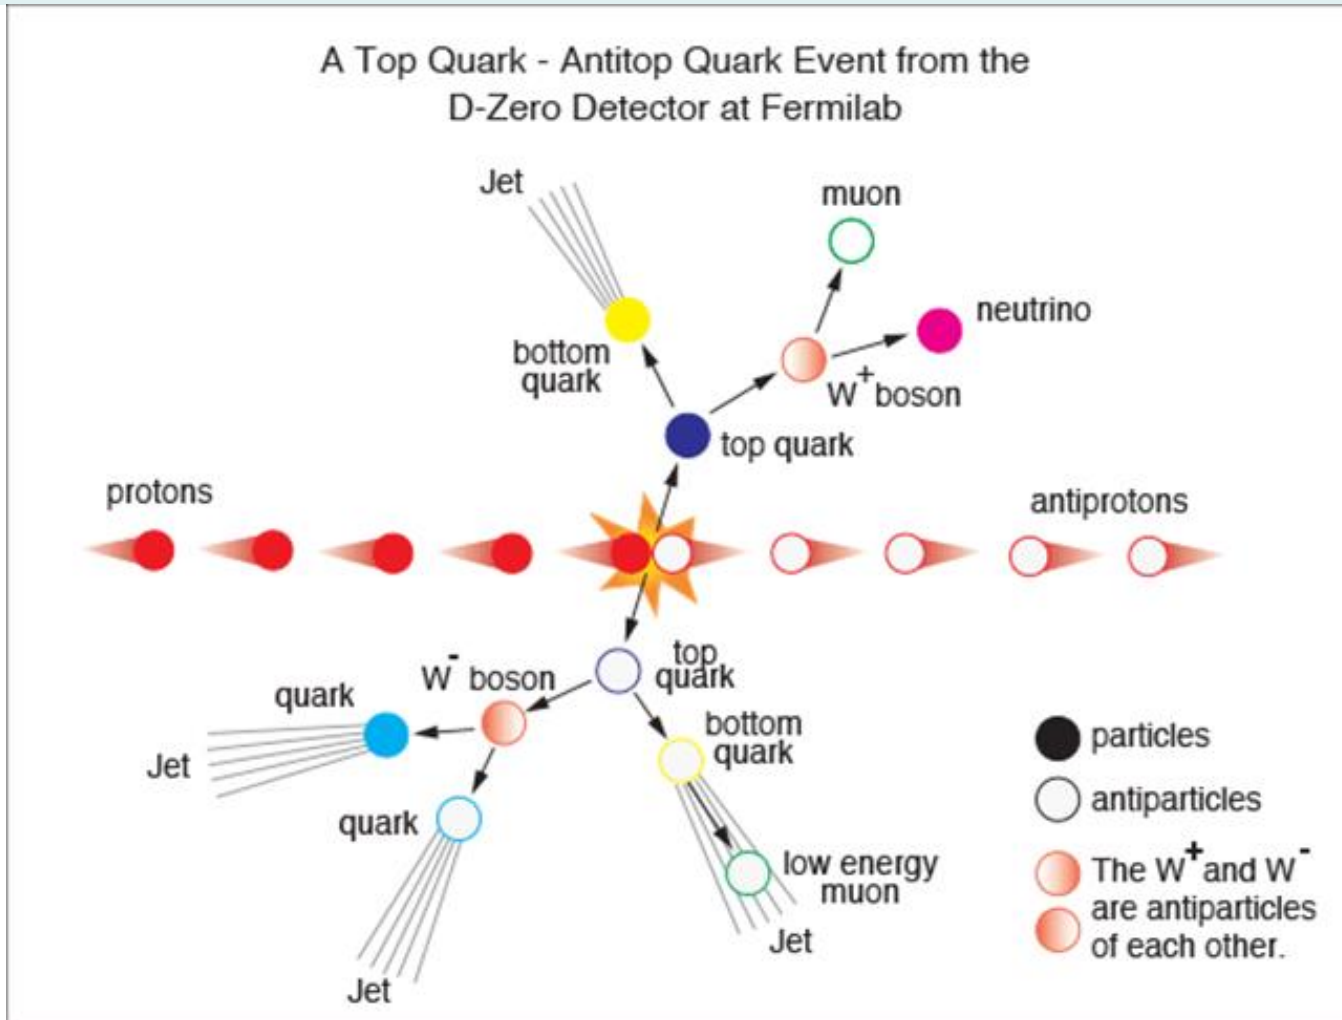 A Top Quark - Antitop Quark Event from the
D-Zero Detector at Fermilab
Jet
muon
neutrino
bottom
quark
W+ boson
top quark
protons
antiprotons
top
quark
W- boson
quark
bottom
quark
Jet
particles
antiparticles
quark
low energy
muon
The W+ and W-
are antiparticles
of each other.
Jet
Jet